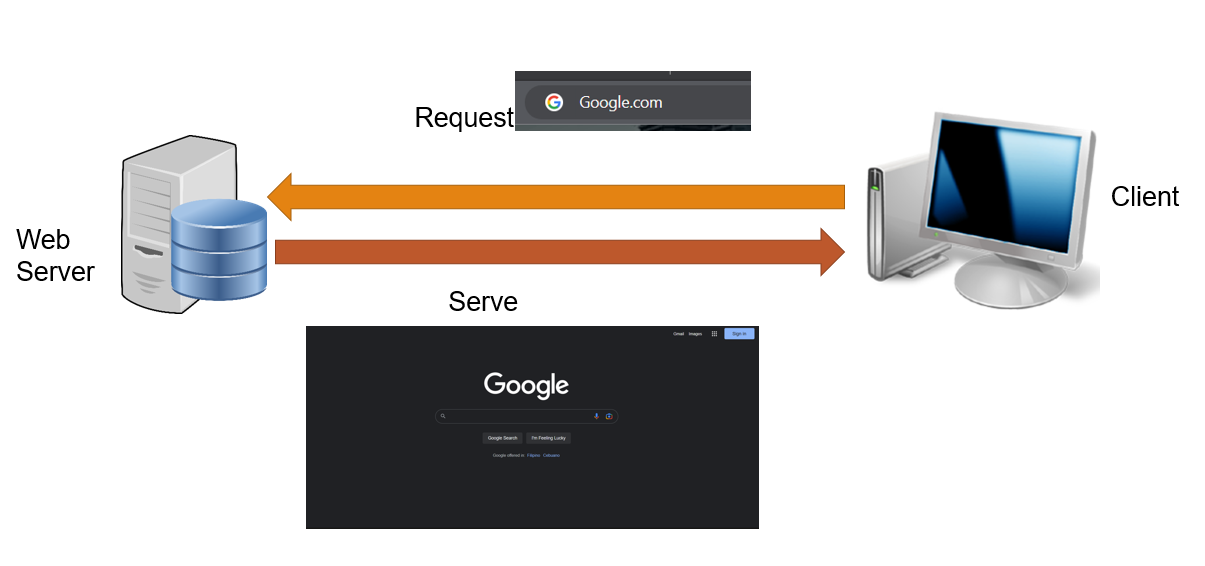 Request
Google.com
Client
Web
Server
Serve
Gmail Images Sign in
Google
Google Search I'm Feeling Lucky
Google offered in: Filipino Cebuano